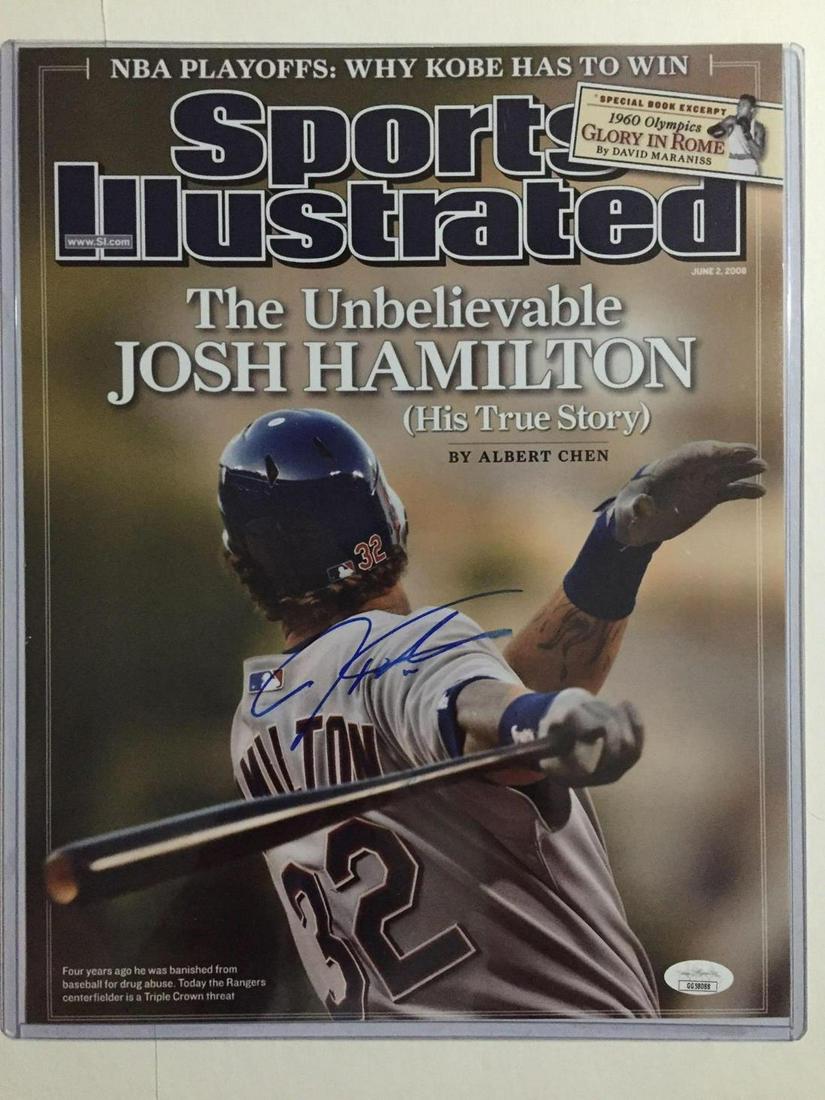 NBA PLAYOFFS: WHY KOBE HAS TO WIN
Sports
Illustrated
www.SI.com
SPECIAL BOOK EXCERPT
1960 Olympics
GLORY IN ROME
By DAVID MARANISS
JUNE 2, 2008
The Unbelievable
JOSH HAMILTON
(His True Story)
BY ALBERT CHEN
32
MILTON
32
Four years ago he was banished from
baseball for drug abuse. Today the Rangers
centerfielder is a Triple Crown threat
GG38088